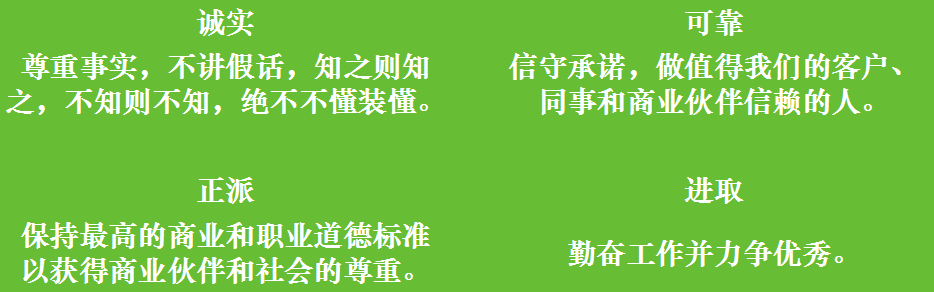 诚实
尊重事实，不讲假话，知之则知
之，不知则不知，绝不不懂装懂。
可靠
信守承诺，做值得我们的客户、
同事和商业伙伴信赖的人。
正派
保持最高的商业和职业道德标准
以获得商业伙伴和社会的尊重。
进取
勤奋工作并力争优秀。